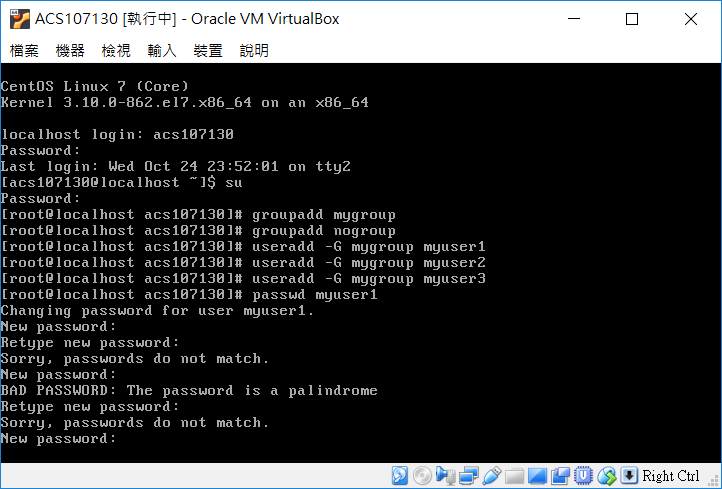 ACS107130 [執行中] - Oracle VM VirtualBox
檔案 機器 檢視 輸入 裝置 說明
CentOS Linux 7 (Core)
Kernel 3.10.0-862.el7.x86_64 on an x86_64
localhost login: acs107130
Password:
Last login: Wed Oct 24 23:52:01 on tty2
[acs107130@localhost ~]$ su
Password:
[root@localhost acs107130]# groupadd mygroup
[root@localhost acs107130]# groupadd nogroup
[root@localhost acs107130]# useradd -G mygroup myuser1
[root@localhost acs107130]# useradd -G mygroup myuser2
[root@localhost acs107130]# useradd -G mygroup myuser3
[root@localhost acs107130]# passwd myuser1
Changing password for user myuser1.
New password:
Retype new password:
Sorry, passwords do not match.
New password:
BAD PASSWORD: The password is a palindrome
Retype new password:
Sorry, passwords do not match.
New password:
Right Ctrl